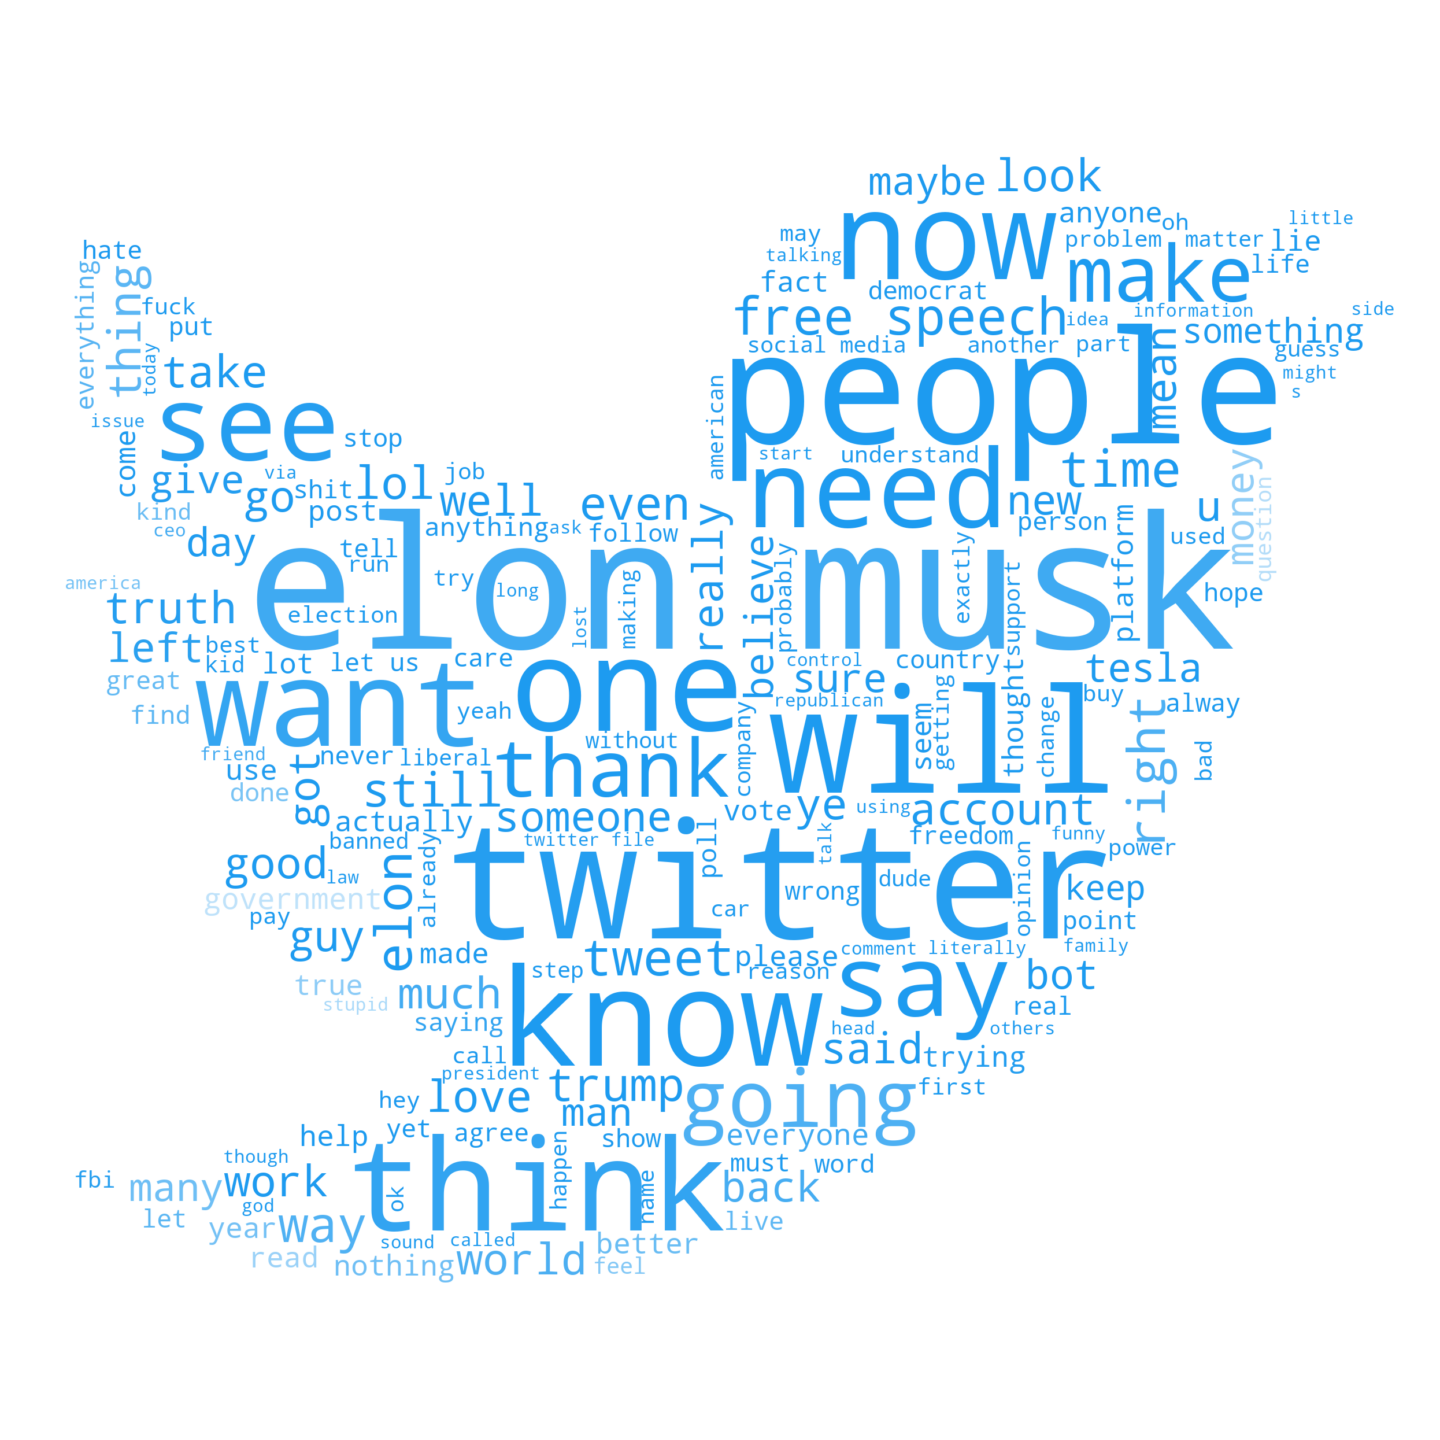 maybe look
now
anyone oh little
may problem matter lie
talking
hate
make life
fact democrat
everything
thing
fuck
put
free speech
idea information side
something
social media another part
guess
today
take
people
mean
might
s
see
american
issue
stop
come
start understand
time
via job
give go shit lol well even
need
new
money
question
kind post
person u
ceo
anything ask follow
really
platform
used
day tell
elon musk
believe
probably
exactly
support
run try long
america
making
hope
truth
election
lost
left best
kid lot let us care
one
control country
thought
tesla
great
want
sure
republican
will
seem
getting
change
buy alway
find
yeah
right
friend
never liberal without
company
bad
use
got
thank
done
still
someone
vote ye using account
actually
banned
already
twitter file
poll
talk
freedom funny power
good law
twitter
government
elon
wrong dude
opinion
keep
pay
car
point
guy
made
tweet please comment literally family
step reason
say
bot
true
stupid
much
know
real
saying
head others
call
said trying
president
trump
going
first
hey love man
help yet agree
happen
show everyone
though
think
must word
fbi
many work
god
ok
name
back
let year way
live
sound called
better
read nothing world feel